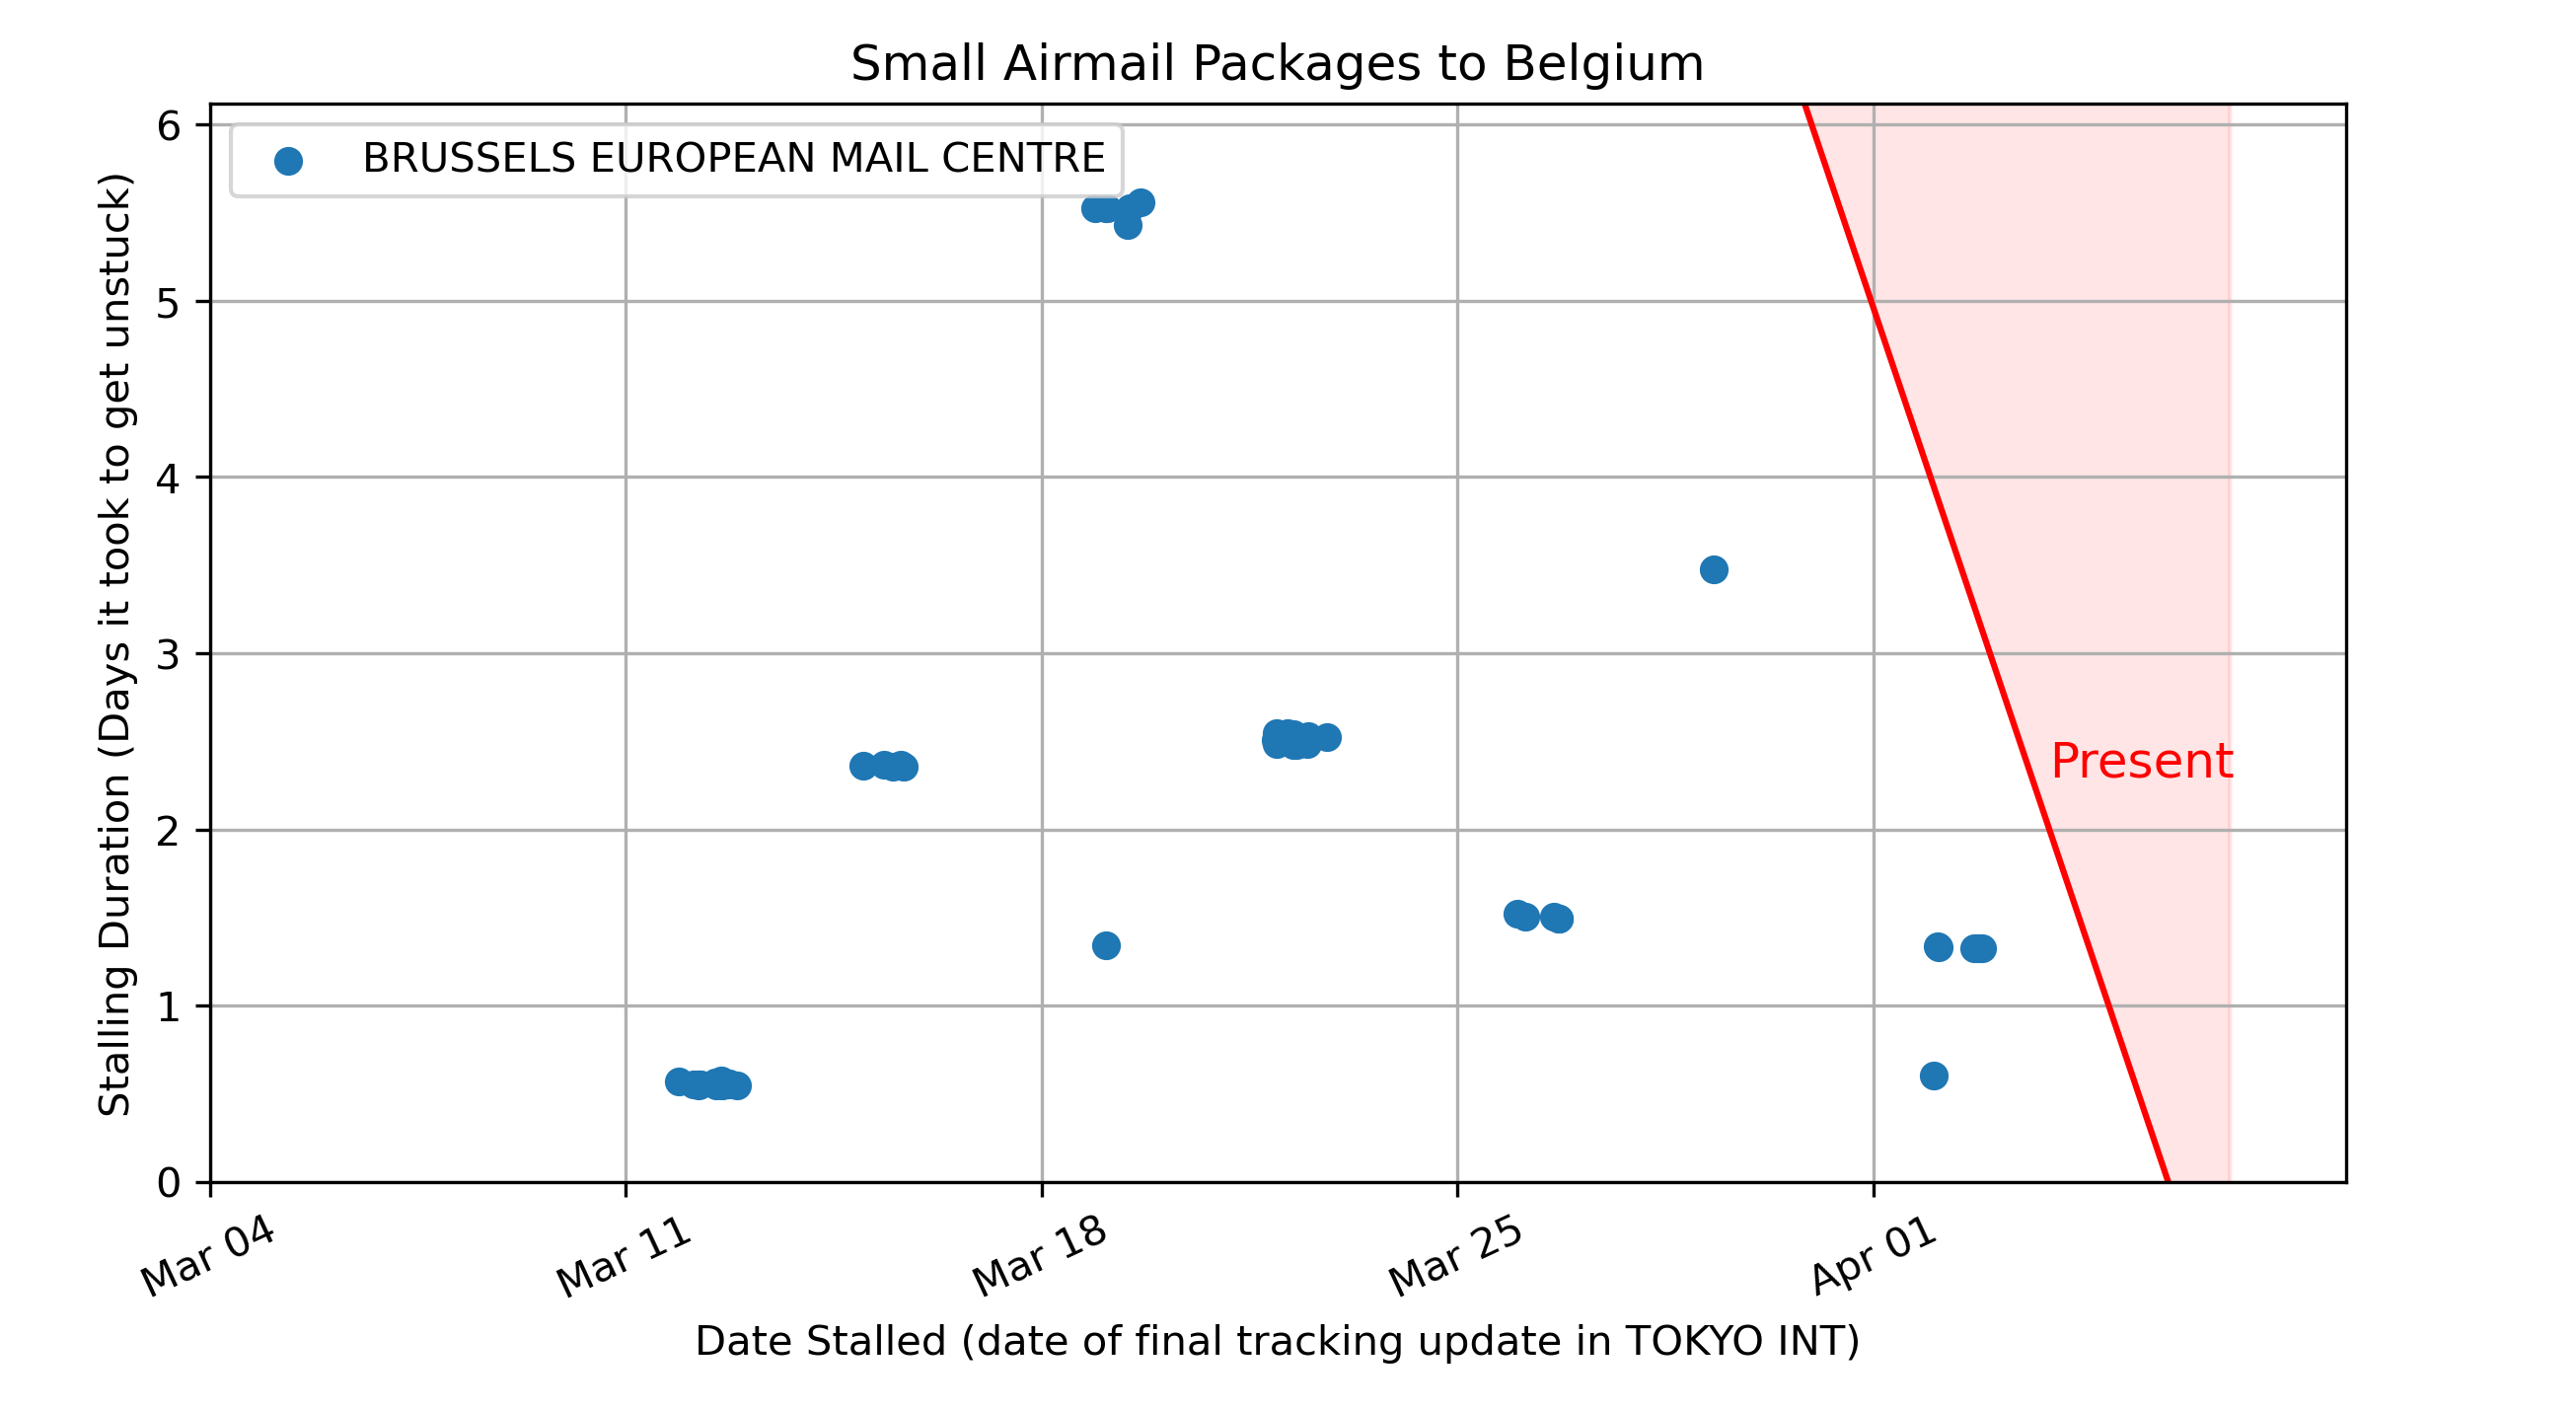 Small Airmail Packages to Belgium
BRUSSELS EUROPEAN MAIL CENTRE
Stalling Duration (Days it took to get unstuck)
6
5
4
3
2
1
0
Present
Mar 04
Mar 11
Mar 18
Mar 25
Apr 01
Date Stalled (date of final tracking update in TOKYO INT)